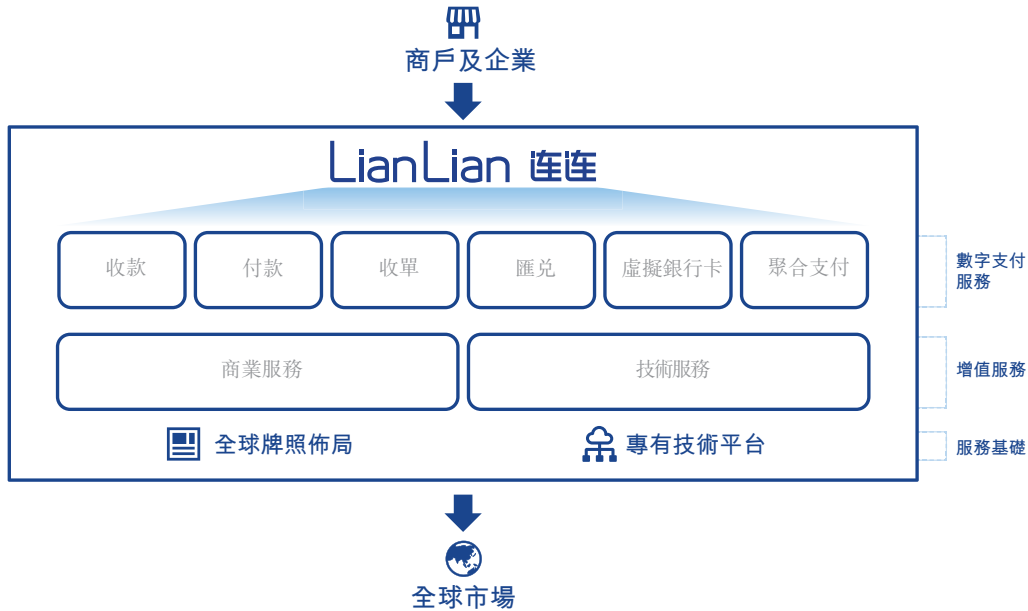 商戶及企業
LianLian 连连
收款
付款
收單
匯兑
虛擬銀行卡
聚合支付
數字支付
服務
商業服務
技術服務
增值服務
全球牌照佈局
專有技術平台
服務基礎
全球市場